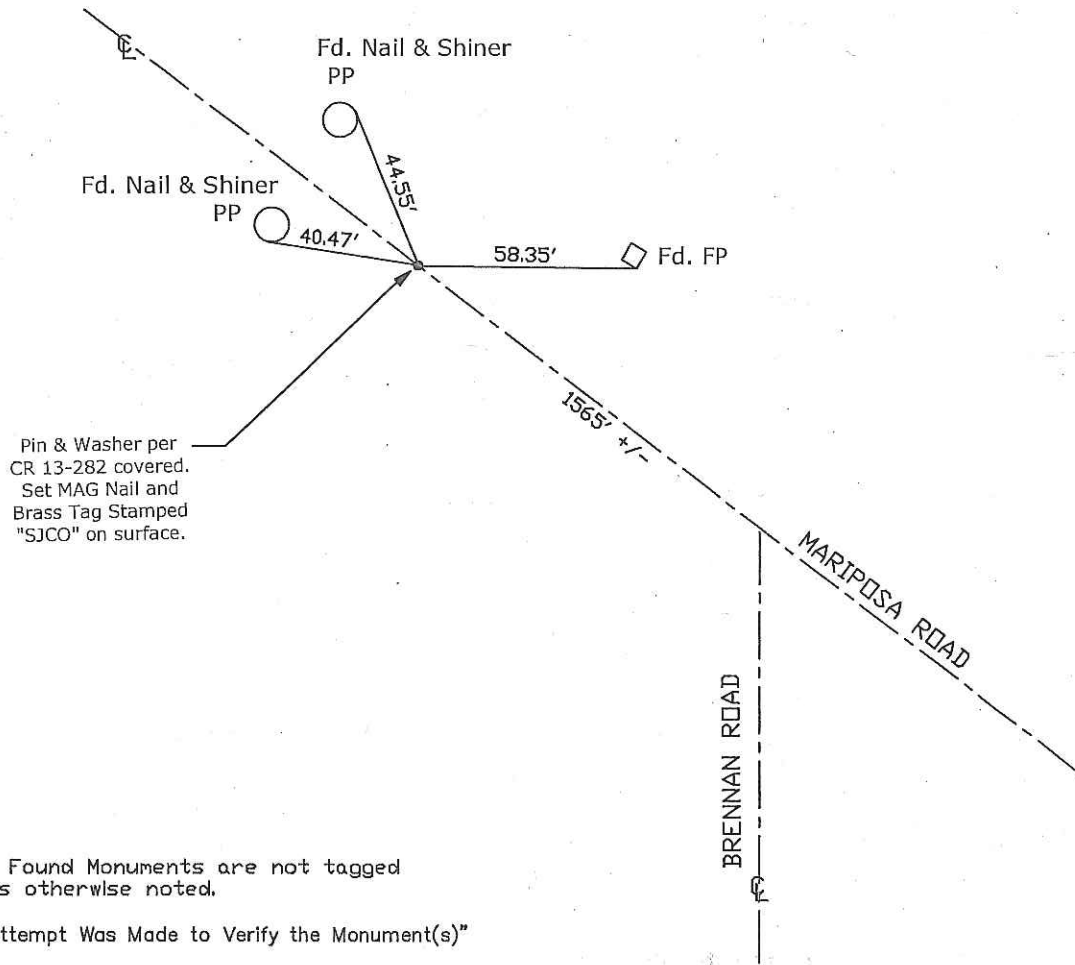 ℄
Fd. Nail & Shiner
PP
44.55'
Fd. Nail & Shiner
PP
40.47'
58.35'
Fd. FP
1565' +/-
Pin & Washer per
CR 13-282 covered.
Set MAG Nail and
Brass Tag Stamped
"SJCO" on surface.
MARIPOSA ROAD
BRENNAN ROAD
℄
Found Monuments are not tagged
s otherwise noted.
ttempt Was Made to Verify the Monument(s)"